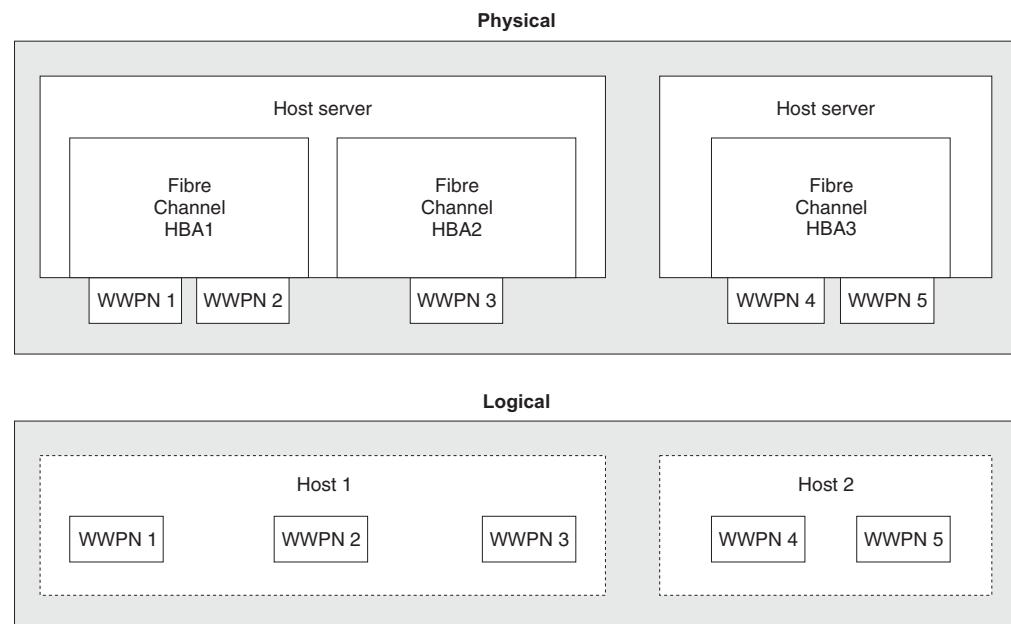 Physical
Host server
Host server
Fibre
Channel
HBA1
Fibre
Channel
HBA2
Fibre
Channel
HBA3
WWPN 1
WWPN 2
WWPN 3
WWPN 4
WWPN 5
Logical
Host 1
Host 2
WWPN 1
WWPN 2
WWPN 3
WWPN 4
WWPN 5